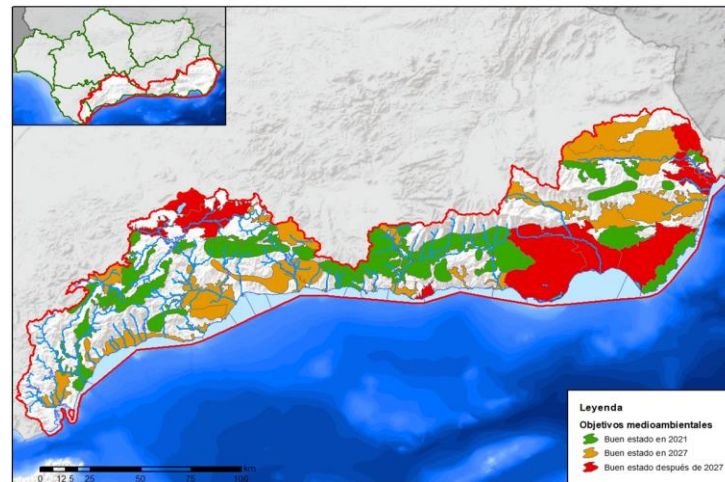 0 12.5 25 50 75 100
km
Leyenda
Objetivos medioambientales
Buen estado en 2021
Buen estado en 2027
Buen estado después de 2027